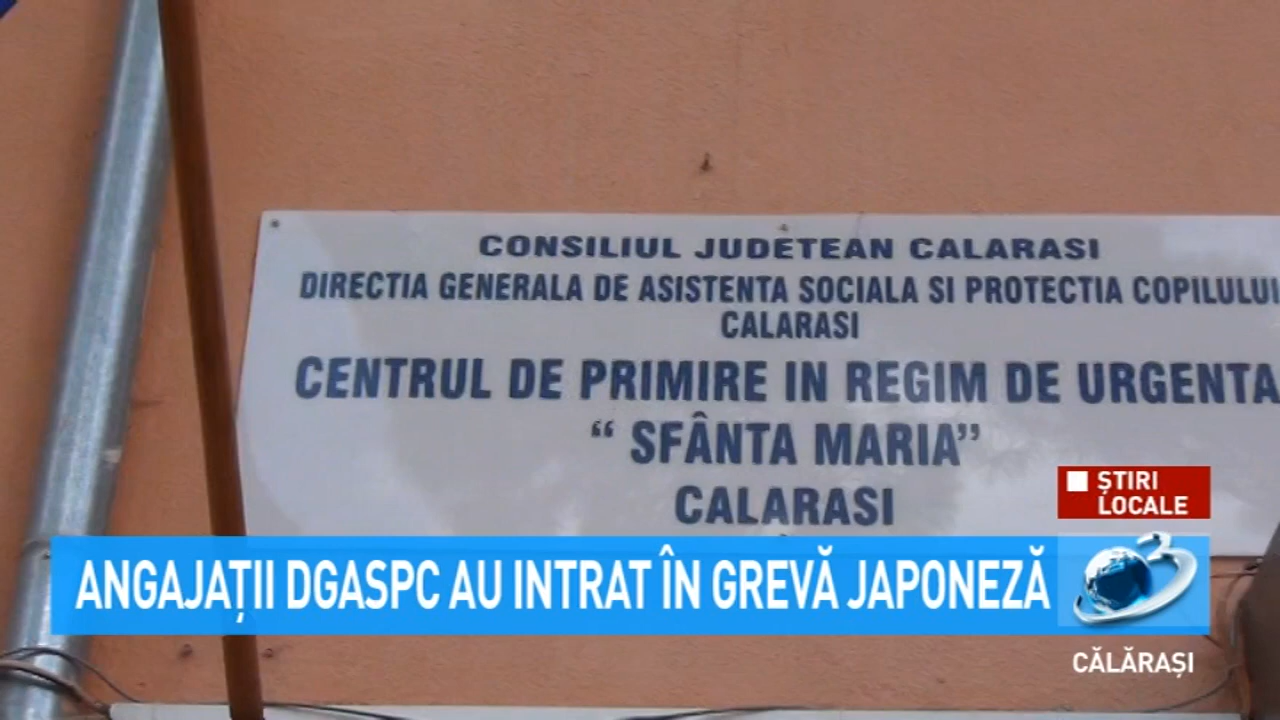 CONSILIUL JUDETEAN CALARASI
DIRECTIA GENERALA DE ASISTENTA SOCIALA SI PROTECTIA COPILULUI
CALARASI
CENTRUL DE PRIMIRE IN REGIM DE URGENTA
“ SFÂNTA MARIA”
CALARASI
ȘTIRI
LOCALE
ANGAJAȚII DGASPC AU INTRAT ÎN GREVĂ JAPONEZĂ
3
CĂLĂRAȘI